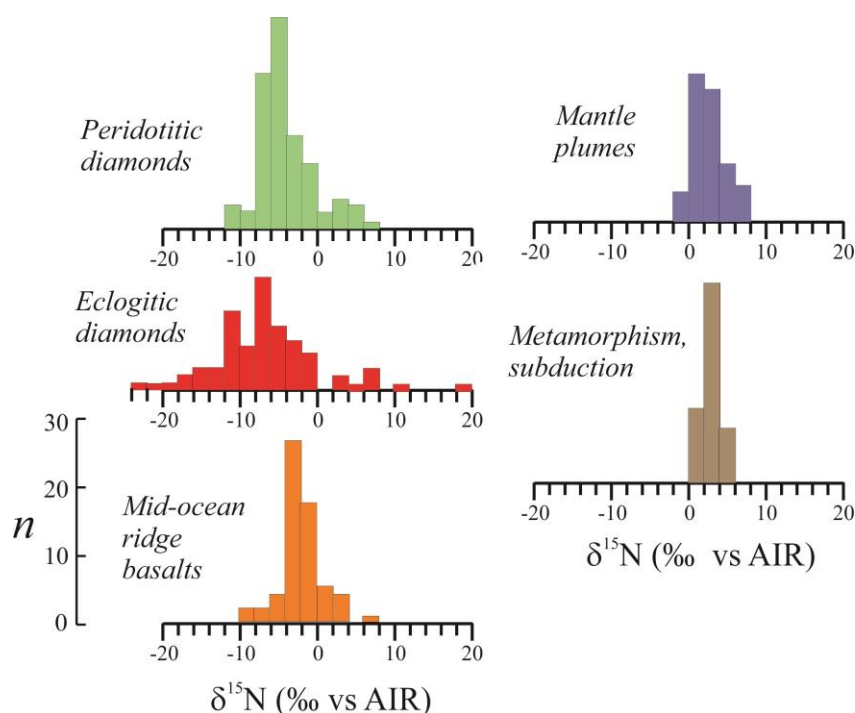 Peridotitic
diamonds
-20 -10 0 10 20
Eclogitic
diamonds
-20 -10 0 10 20
30
20
10
0
n
Mid-ocean
ridge
basalts
-20 -10 0 10 20
δ¹⁵N (‰ vs AIR)
Mantle
plumes
-20 -10 0 10 20
Metamorphism,
subduction
-20 -10 0 10 20
δ¹⁵N (‰ vs AIR)